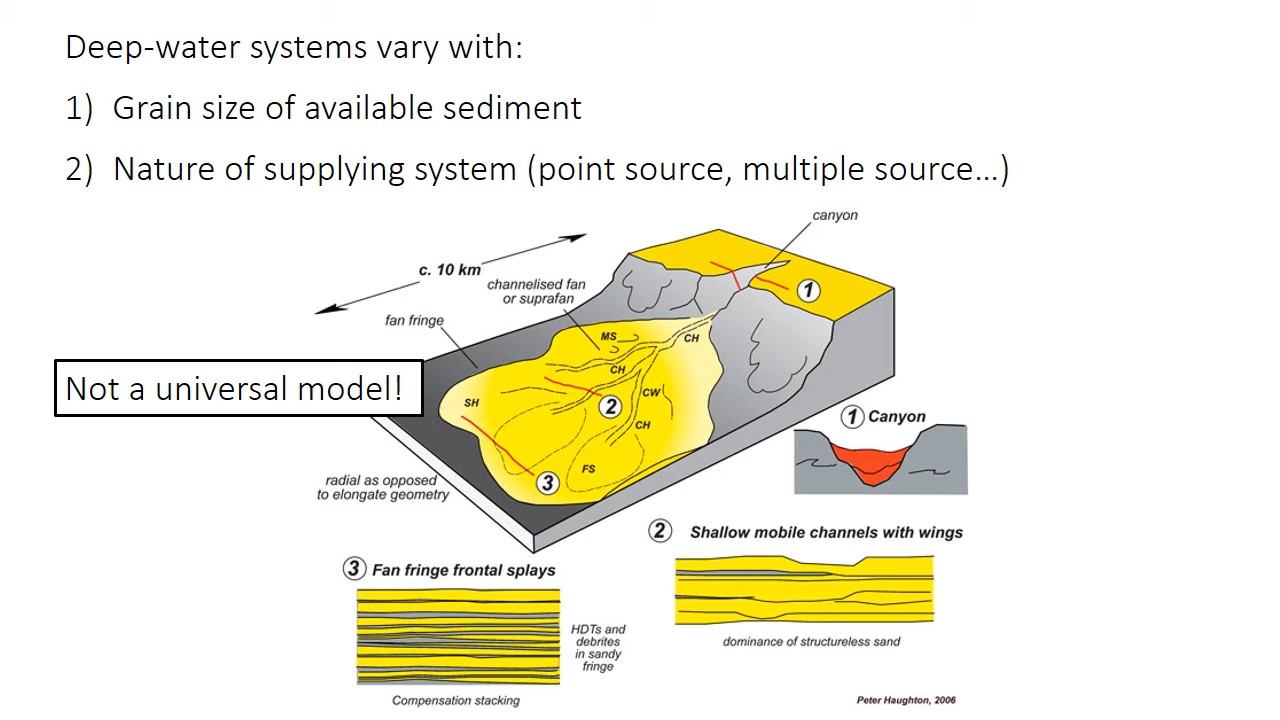 Deep-water systems vary with:
1) Grain size of available sediment
2) Nature of supplying system (point source, multiple source…)
canyon
c. 10 km
channelised fan
or suprafan
fan fringe
1
MS
CH
Not a universal model!
CH
SH
CW
2
1 Canyon
CH
FS
3
radial as opposed
to elongate geometry
2 Shallow mobile channels with wings
3 Fan fringe frontal splays
HDTs and
debrites
in sandy
fringe
dominance of structureless sand
Compensation stacking
Peter Haughton, 2006